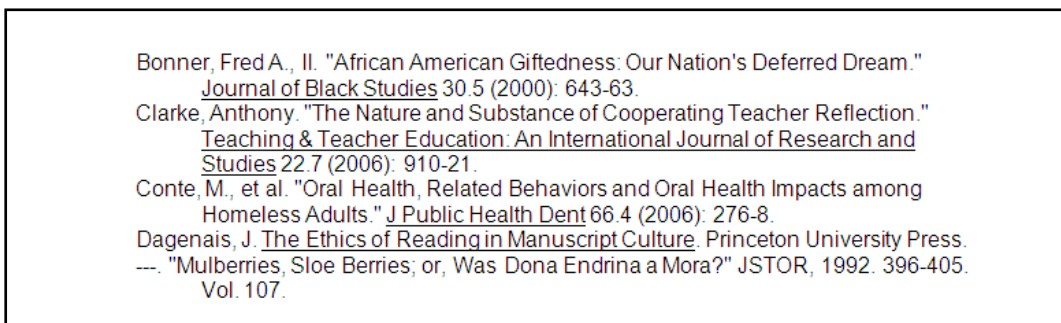 Bonner, Fred A., II. "African American Giftedness: Our Nation's Deferred Dream."
Journal of Black Studies 30.5 (2000): 643-63.
Clarke, Anthony. "The Nature and Substance of Cooperating Teacher Reflection."
Teaching & Teacher Education: An International Journal of Research and
Studies 22.7 (2006): 910-21.
Conte, M., et al. "Oral Health, Related Behaviors and Oral Health Impacts among
Homeless Adults." J Public Health Dent 66.4 (2006): 276-8.
Dagenais, J. The Ethics of Reading in Manuscript Culture. Princeton University Press.
---. "Mulberries, Sloe Berries; or, Was Dona Endrina a Mora?" JSTOR, 1992. 396-405.
Vol. 107.